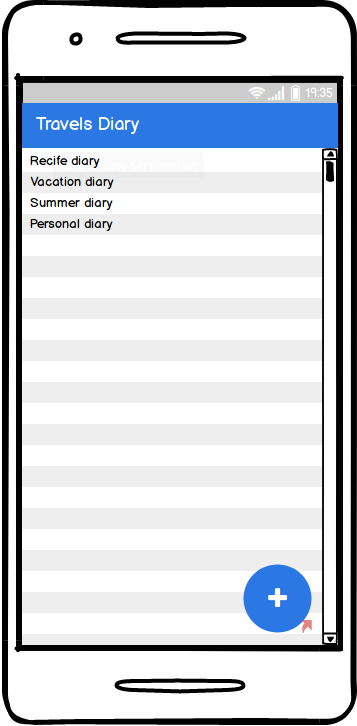 19:35
Travels Diary
Recife diary
Vacation diary
Summer diary
Personal diary